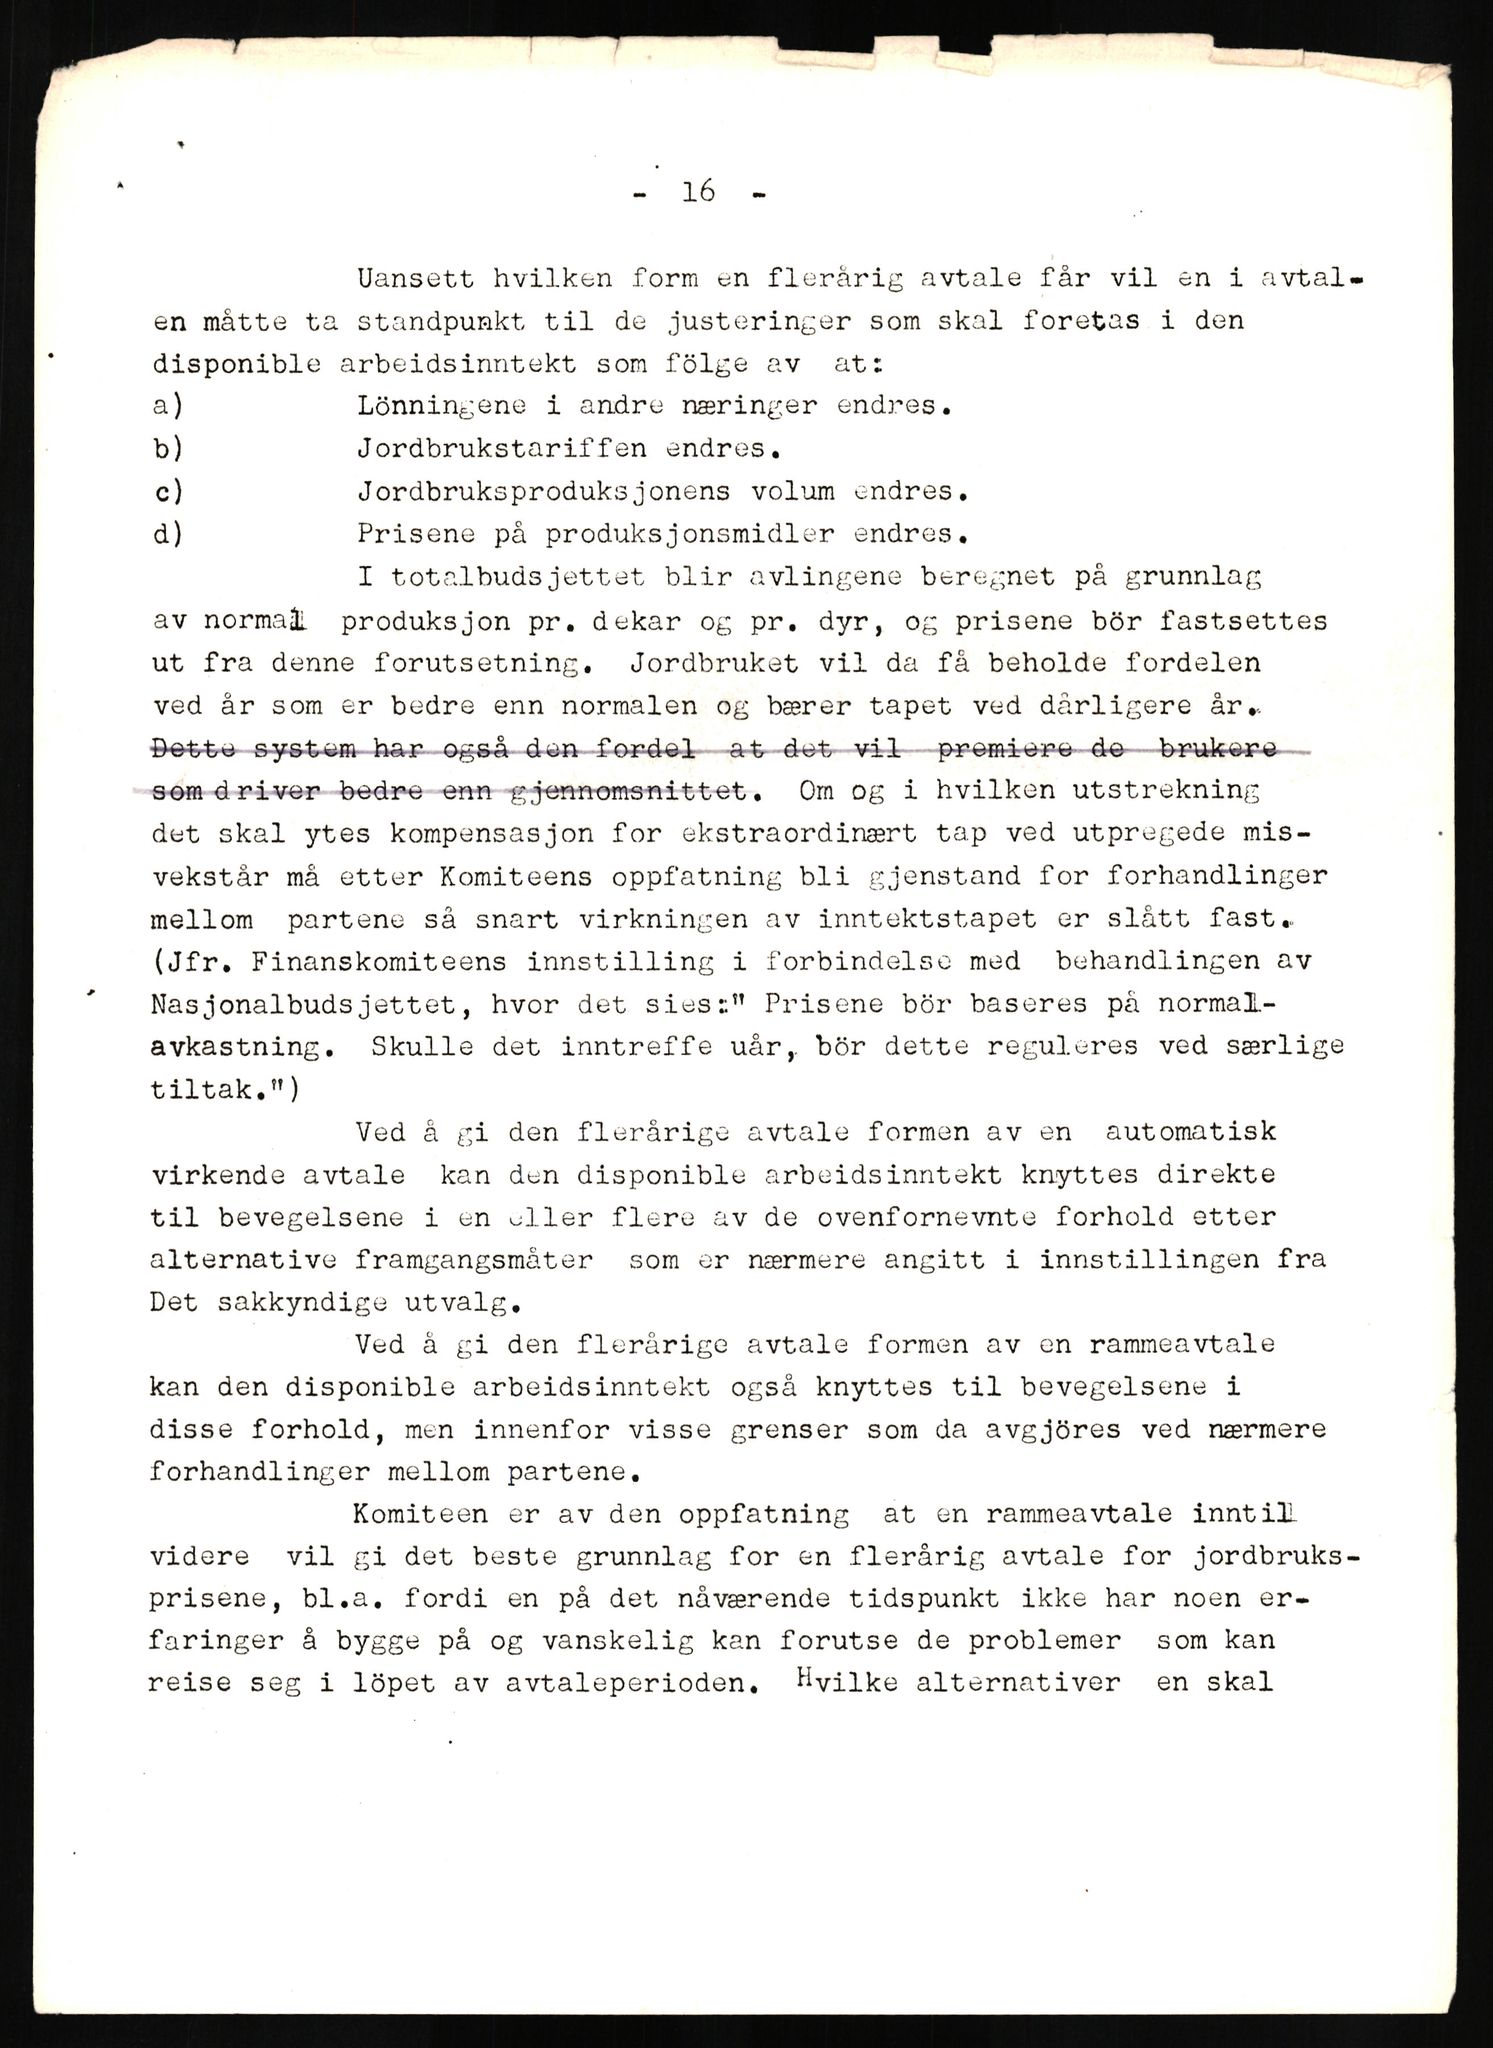 - 16 -
Uansett hvilken form en flerårig avtale får vil en i avtal-
en måtte ta standpunkt til de justeringer som skal foretas i den
disponible arbeidsinntekt som fölge av at:
a) Lönningene i andre næringer endres.
b) Jordbrukstariffen endres.
c) Jordbruksproduksjonens volum endres.
d) Prisene på produksjonsmidler endres.
I totalbudsjettet blir avlingene beregnet på grunnlag
av normal produksjon pr. dekar og pr. dyr, og prisene bör fastsettes
ut fra denne forutsetning. Jordbruket vil da få beholde fordelen
ved år som er bedre enn normalen og bærer tapet ved dårligere år.
Dette system har også den fordel at det vil premiere de brukere
som driver bedre enn gjennomsnittet. Om og i hvilken utstrekning
det skal ytes kompensasjon for ekstraordinært tap ved utpregede mis-
vekstår må etter Komiteens oppfatning bli gjenstand for forhandlinger
mellom partene så snart virkningen av inntektstapet er slått fast.
(Jfr. Finanskomiteens innstilling i forbindelse med behandlingen av
Nasjonalbudsjettet, hvor det sies:" Prisene bör baseres på normal-
avkastning. Skulle det inntreffe uår, bör dette reguleres ved særlige
tiltak.")
Ved å gi den flerårige avtale formen av en automatisk
virkende avtale kan den disponible arbeidsinntekt knyttes direkte
til bevegelsene i en eller flere av de ovenfornevnte forhold etter
alternative framgangsmåter som er nærmere angitt i innstillingen fra
Det sakkyndige utvalg.
Ved å gi den flerårige avtale formen av en rammeavtale
kan den disponible arbeidsinntekt også knyttes til bevegelsene i
disse forhold, men innenfor visse grenser som da avgjöres ved nærmere
forhandlinger mellom partene.
Komiteen er av den oppfatning at en rammeavtale inntill
videre vil gi det beste grunnlag for en flerårig avtale for jordbruks-
prisene, bl.a. fordi en på det nåværende tidspunkt ikke har noen er-
faringer å bygge på og vanskelig kan forutse de problemer som kan
reise seg i löpet av avtaleperioden. Hvilke alternativer en skal